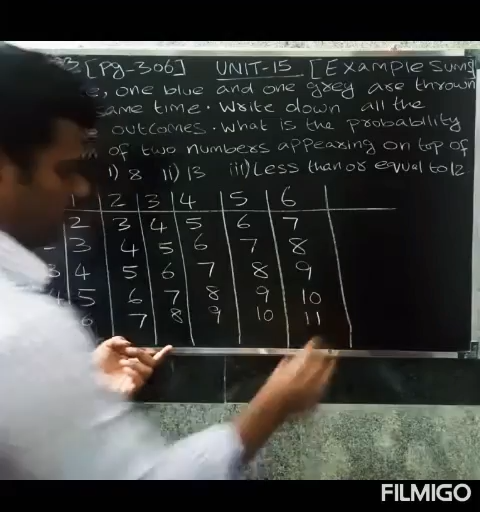 3 [Pg-306] UNIT-15 [Example Sums]
, one blue and one grey are thrown
same time. Write down all the
outcomes. What is the probability
of two numbers appearing on top of
i) 8 ii) 13 iii) Less than or equal to 12
1 2 3 4 5 6
2 3 4 5 6 7
3 4 5 6 7 8
3 4 5 6 7 8 9
4 5 6 7 8 9 10
6 7 8 9 10 11
FILMIGO